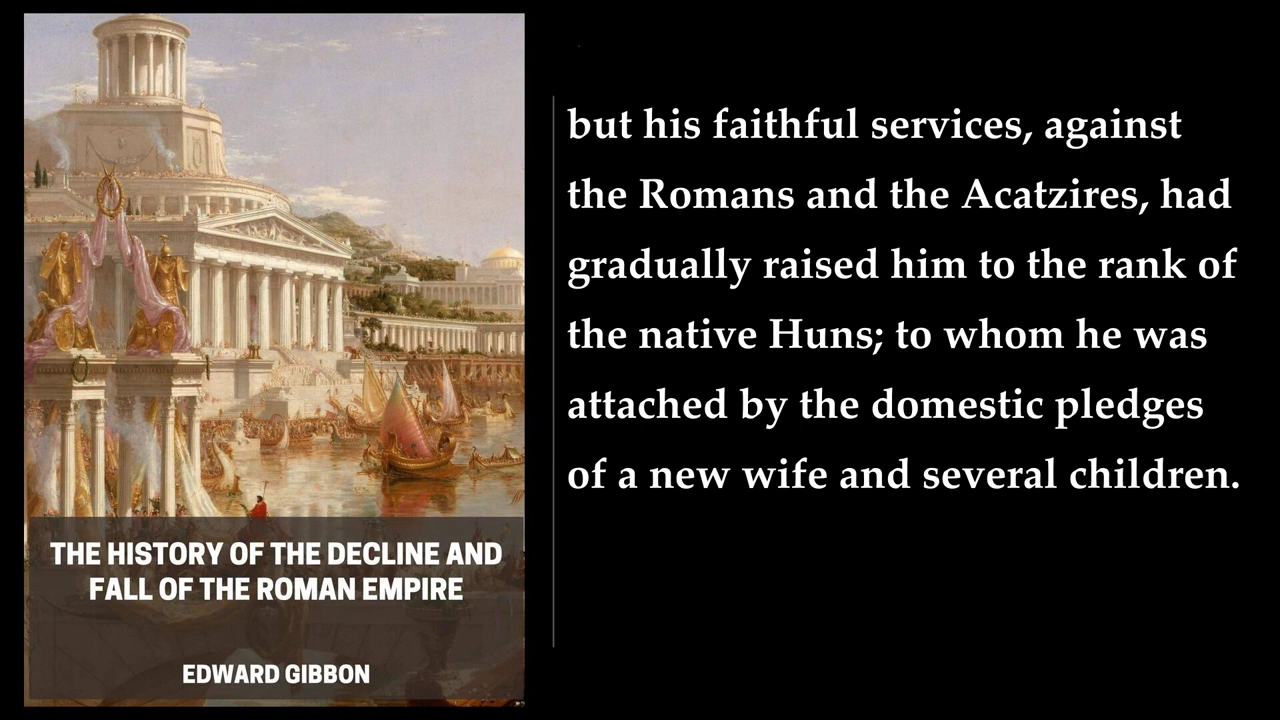 THE HISTORY OF THE DECLINE AND
FALL OF THE ROMAN EMPIRE
EDWARD GIBBON
but his faithful services, against
the Romans and the Acatzires, had
gradually raised him to the rank of
the native Huns; to whom he was
attached by the domestic pledges
of a new wife and several children.